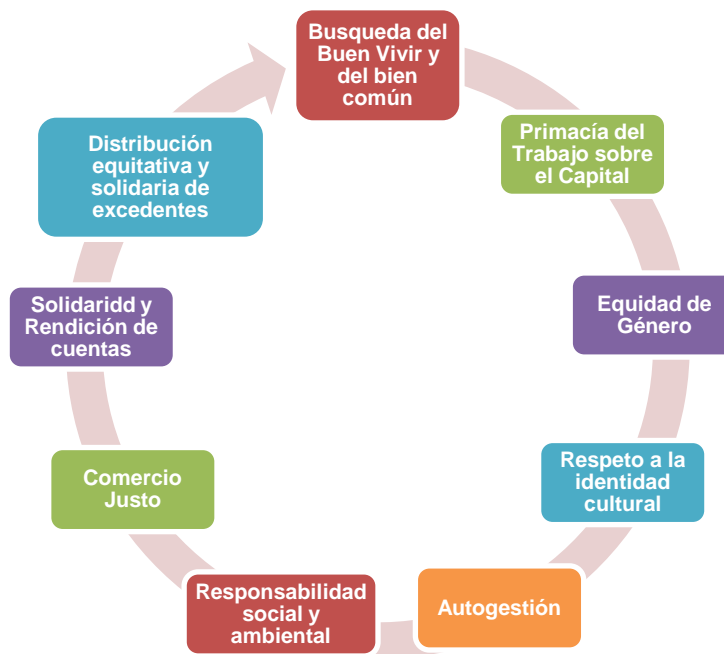 Busqueda del
Buen Vivir y
del bien
común
Primacía del
Trabajo sobre
el Capital
Equidad de
Género
Respeto a la
identidad
cultural
Autogestión
Responsabilidad
social y
ambiental
Comercio
Justo
Solidaridd y
Rendición de
cuentas
Distribución
equitativa y
solidaria de
excedentes